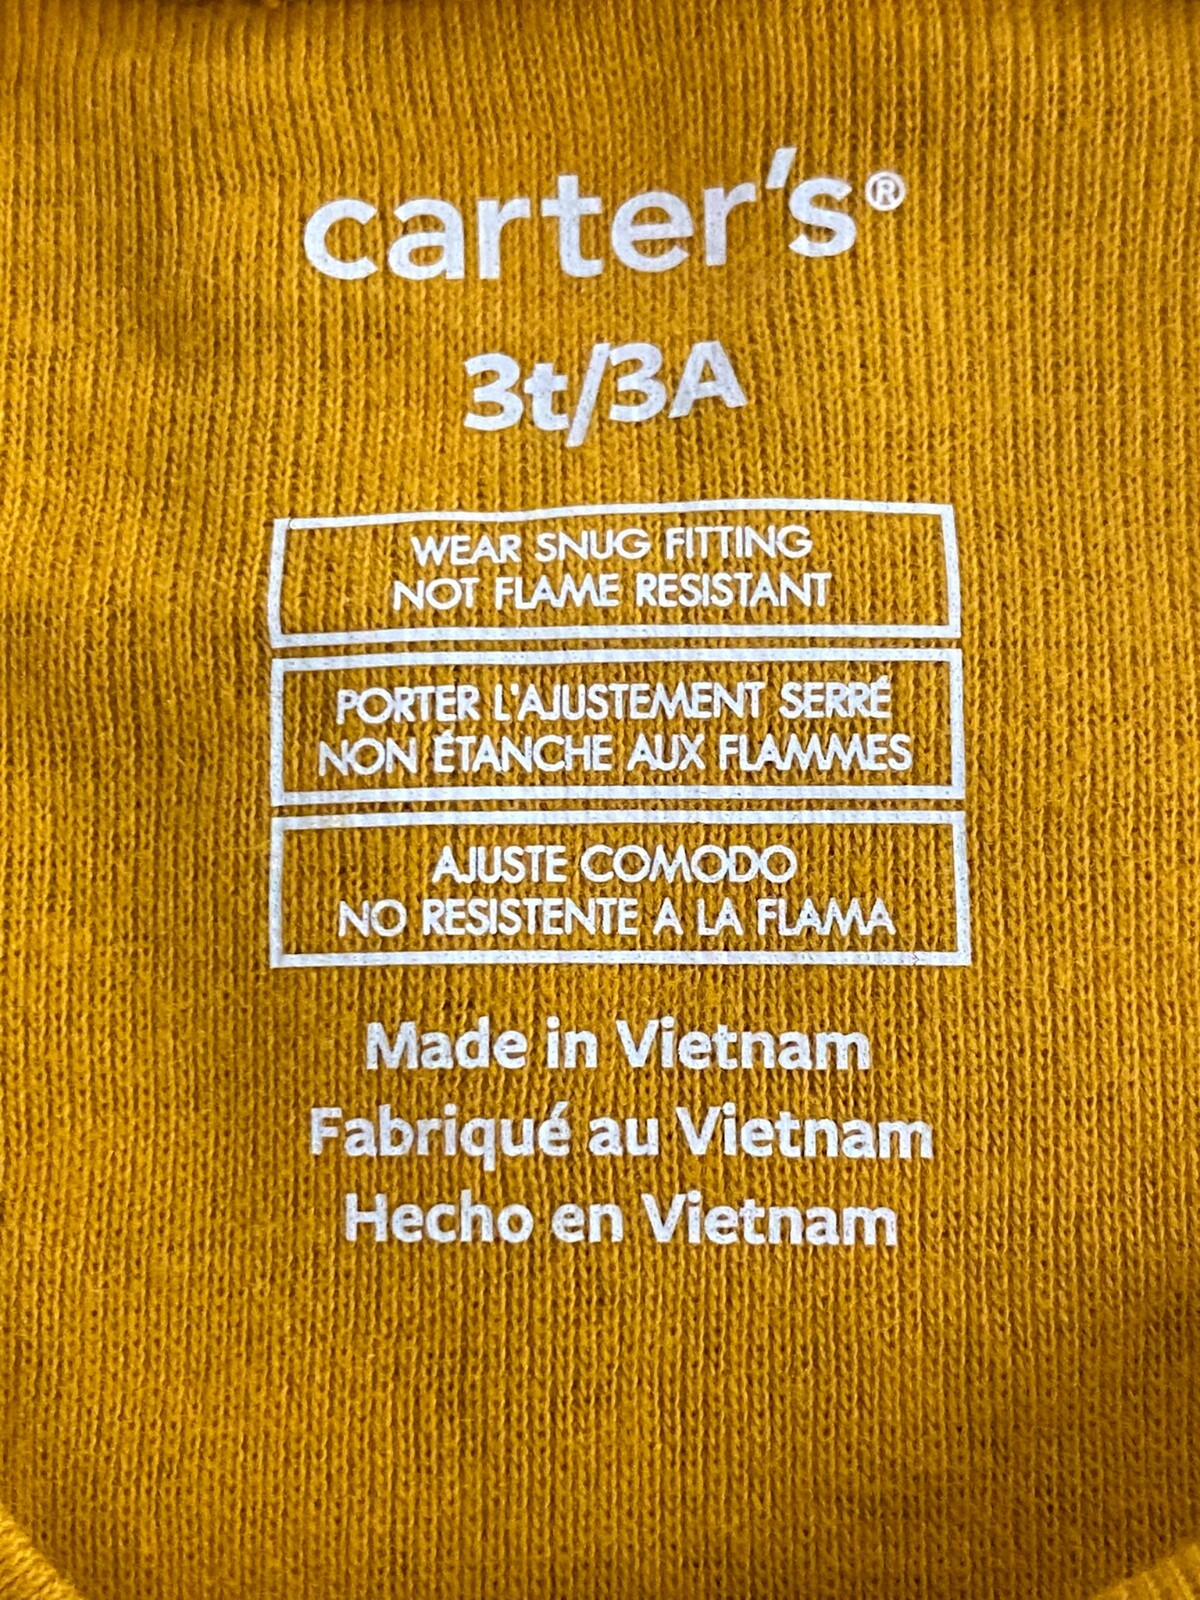 carter's®
3t/3A
WEAR SNUG FITTING
NOT FLAME RESISTANT
PORTER L'AJUSTEMENT SERRÉ
NON ÉTANCHE AUX FLAMMES
AJUSTE COMODO
NO RESISTENTE A LA FLAMA
Made in Vietnam
Fabriqué au Vietnam
Hecho en Vietnam